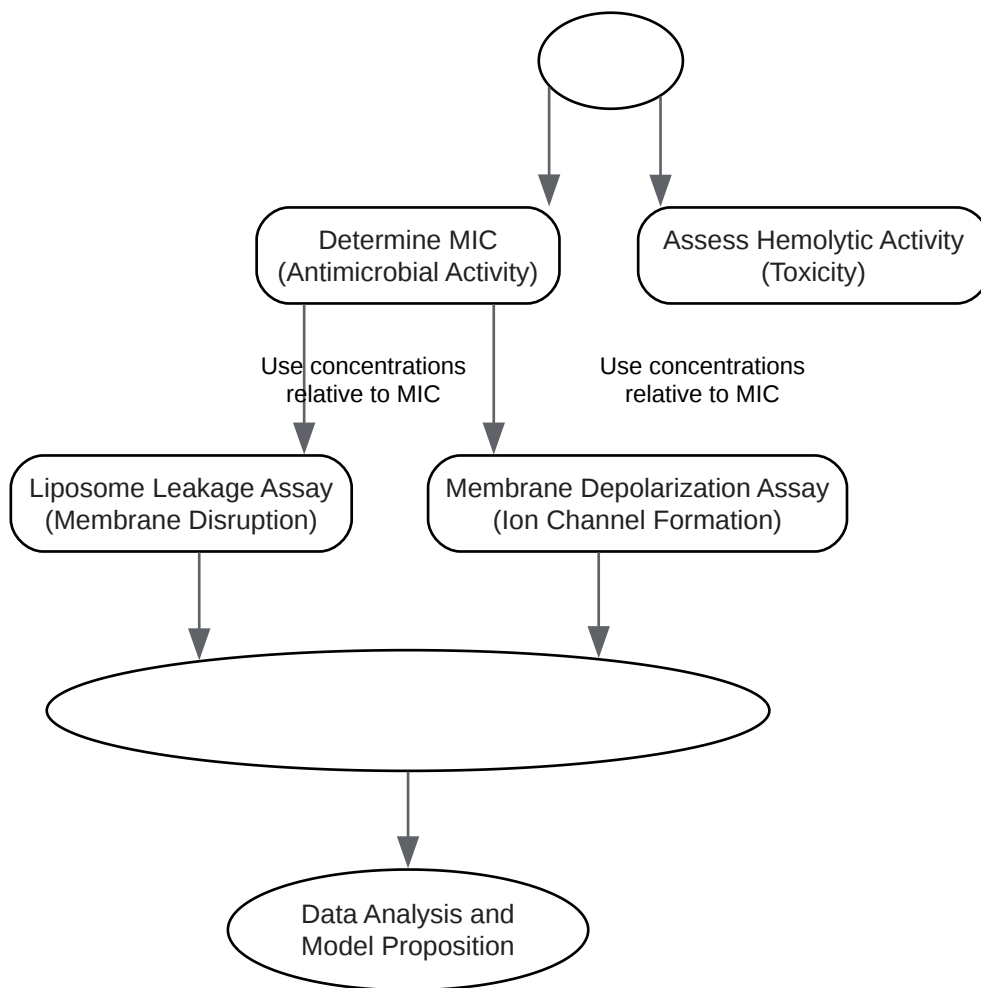 Determine MIC
(Antimicrobial Activity)
Assess Hemolytic Activity
(Toxicity)
Use concentrations
relative to MIC
Use concentrations
relative to MIC
Liposome Leakage Assay
(Membrane Disruption)
Membrane Depolarization Assay
(Ion Channel Formation)
Data Analysis and
Model Proposition